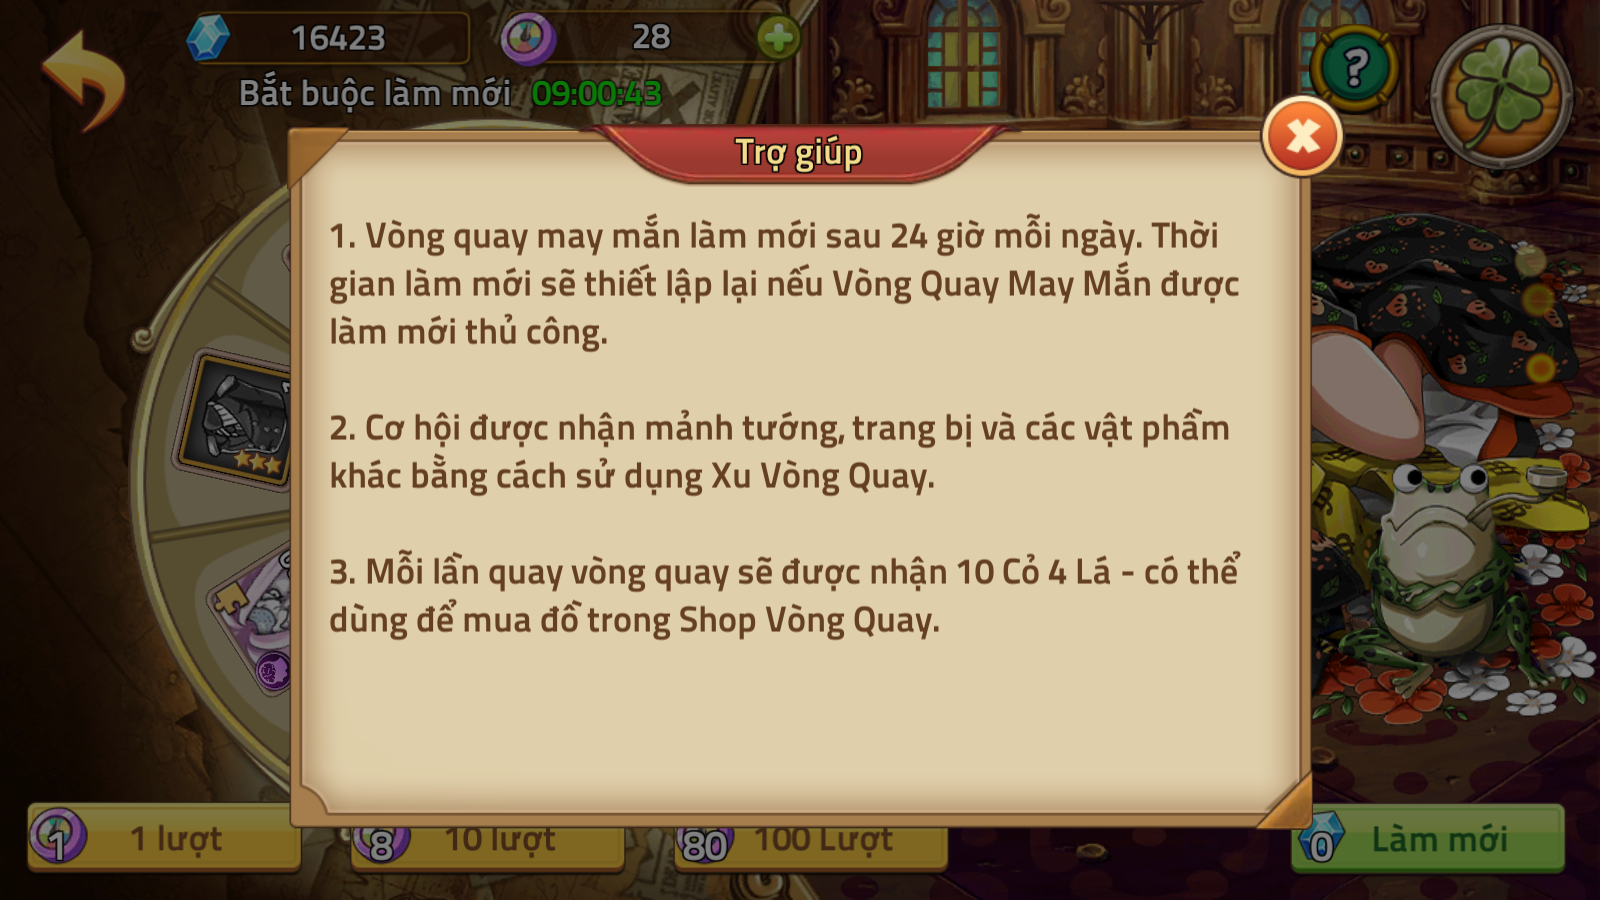 16423
28
Bắt buộc làm mới 09:00:43
Trợ giúp
1. Vòng quay may mắn làm mới sau 24 giờ mỗi ngày. Thời
gian làm mới sẽ thiết lập lại nếu Vòng Quay May Mắn được
làm mới thủ công.
2. Cơ hội được nhận mảnh tướng, trang bị và các vật phẩm
khác bằng cách sử dụng Xu Vòng Quay.
3. Mỗi lần quay vòng quay sẽ được nhận 10 Cỏ 4 Lá - có thể
dùng để mua đồ trong Shop Vòng Quay.
1 1 lượt
8 10 lượt
80 100 Lượt
0 Làm mới